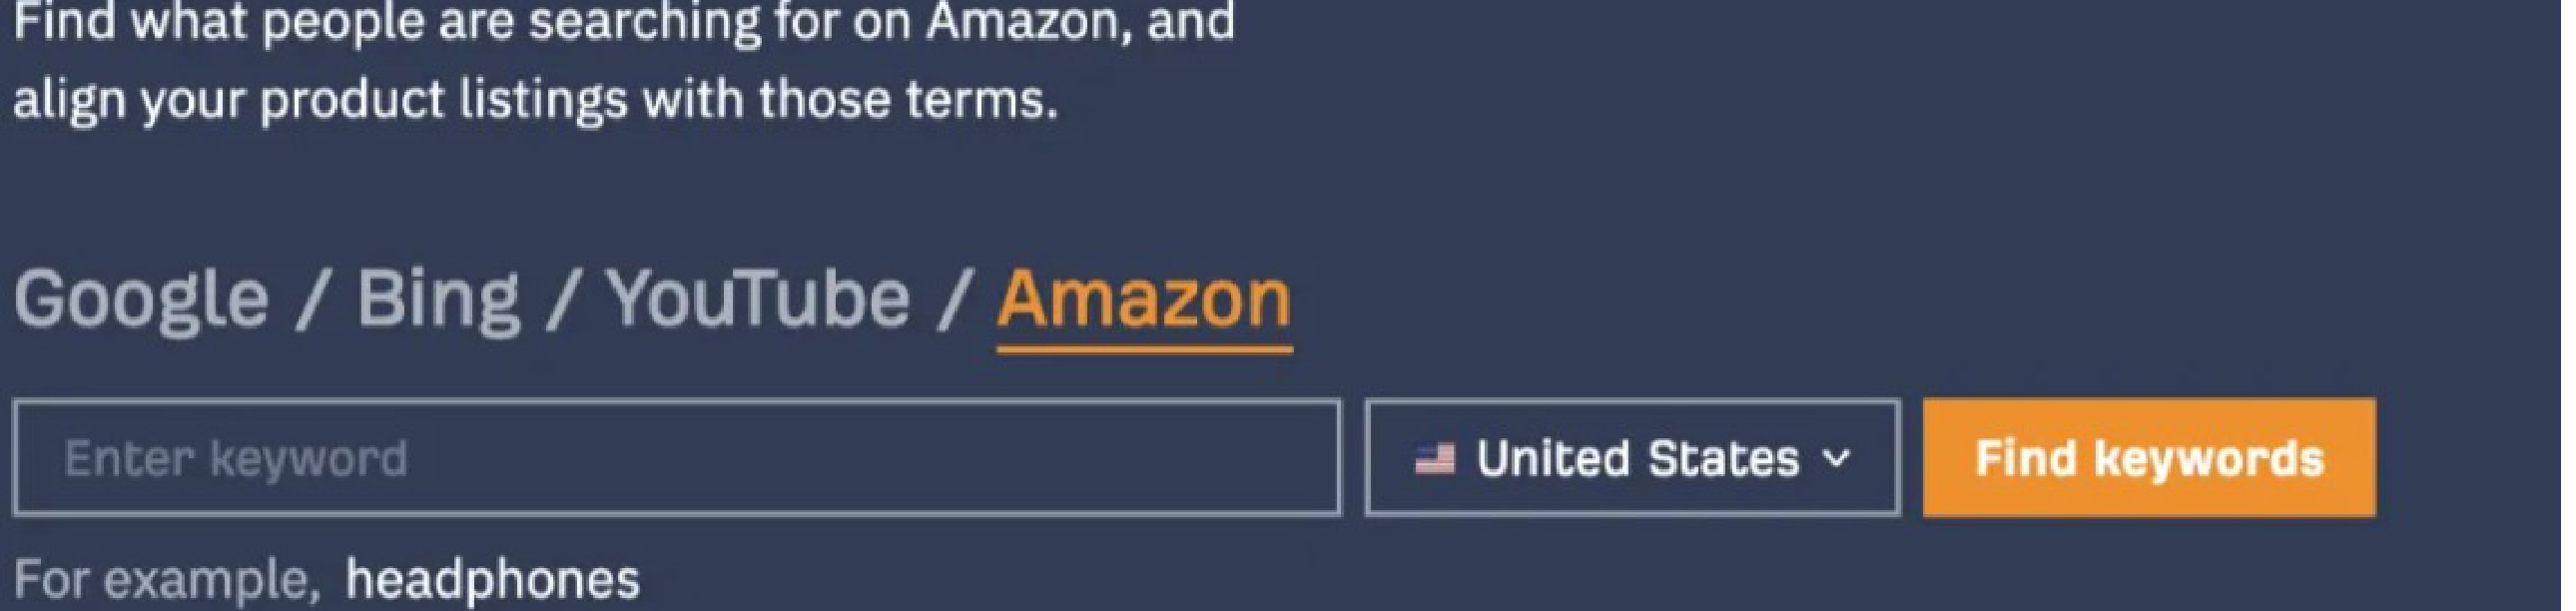 Find what people are searching for on Amazon, and
align your product listings with those terms.
Google / Bing / YouTube / Amazon
Enter keyword United States Find keywords
For example, headphones